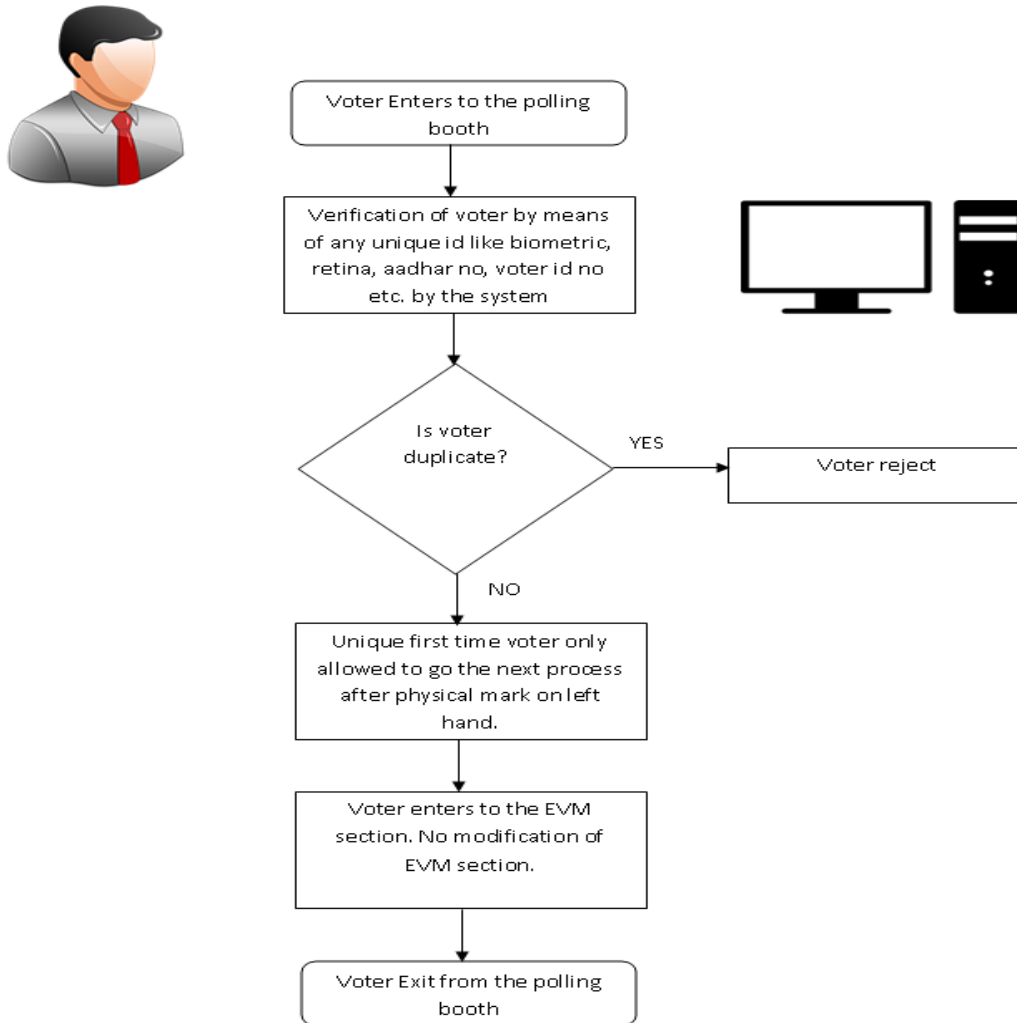 Voter Enters to the polling
booth
Verification of voter by means
of any unique id like biometric,
retina, aadhar no, voter id no
etc. by the system
Is voter
duplicate?
YES
Voter reject
NO
Unique first time voter only
allowed to go the next process
after physical mark on left
hand.
Voter enters to the EVM
section. No modification of
EVM section.
Voter Exit from the polling
booth